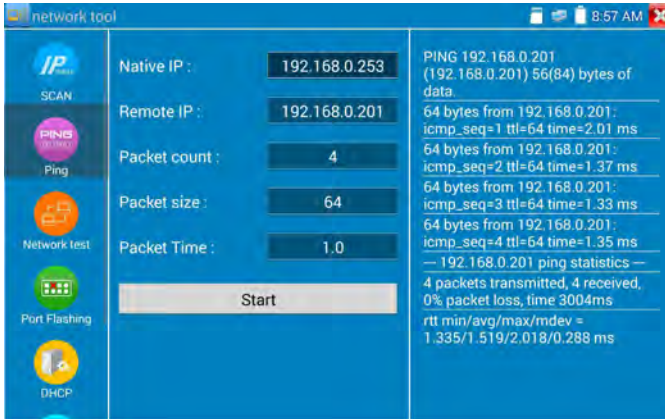 network tool
8:57 AM
IP
SCAN
PING
Ping
Network test
Port Flashing
DHCP
Native IP :
192.168.0.253
Remote IP :
192.168.0.201
Packet count :
4
Packet size :
64
Packet Time :
1.0
Start
PING 192.168.0.201
(192.168.0.201) 56(84) bytes of
data.
64 bytes from 192.168.0.201:
icmp_seq=1 ttl=64 time=2.01 ms
64 bytes from 192.168.0.201:
icmp_seq=2 ttl=64 time=1.37 ms
64 bytes from 192.168.0.201:
icmp_seq=3 ttl=64 time=1.33 ms
64 bytes from 192.168.0.201:
icmp_seq=4 ttl=64 time=1.35 ms
— 192.168.0.201 ping statistics —
4 packets transmitted, 4 received,
0% packet loss, time 3004ms
rtt min/avg/max/mdev =
1.335/1.519/2.018/0.288 ms